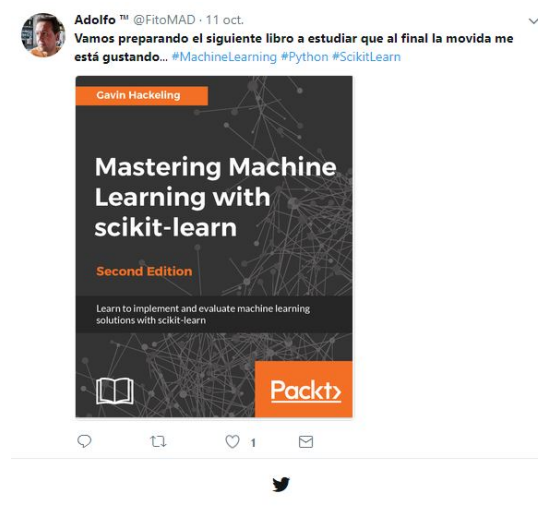 Adolfo ™ @FitoMAD · 11 oct.
Vamos preparando el siguiente libro a estudiar que al final la movida me
está gustando... #MachineLearning #Python #ScikitLearn
Gavin Hackeling
Mastering Machine
Learning with
scikit-learn
Second Edition
Learn to implement and evaluate machine learning
solutions with scikit-learn
Packt>
1